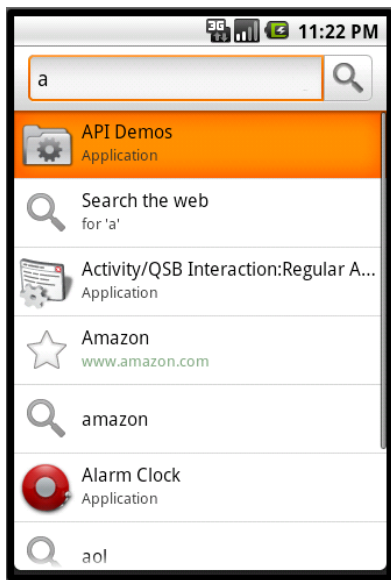 3G 11:22 PM
a
API Demos
Application
Search the web
for 'a'
Activity/QSB Interaction:Regular A...
Application
Amazon
www.amazon.com
amazon
Alarm Clock
Application
aol